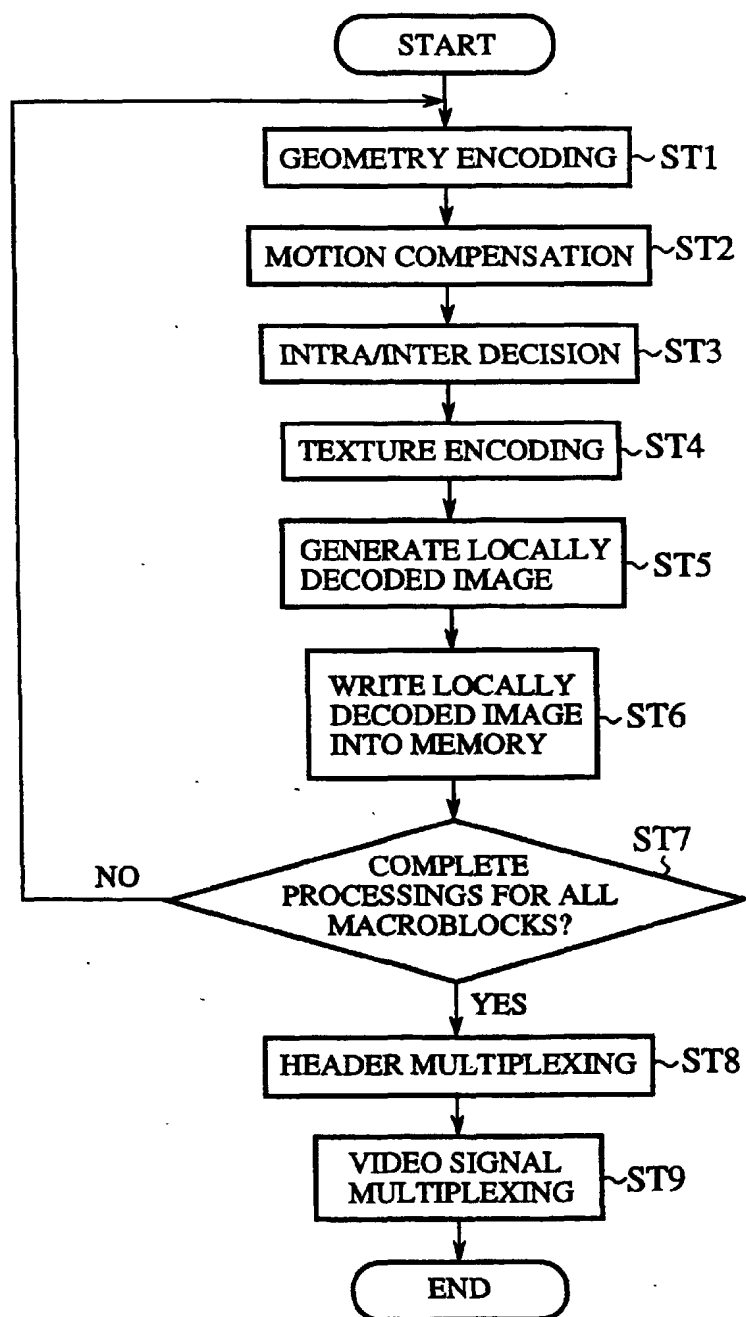 START
GEOMETRY ENCODING
~ST1
MOTION COMPENSATION
~ST2
INTRA/INTER DECISION
~ST3
TEXTURE ENCODING
~ST4
GENERATE LOCALLY
DECODED IMAGE
~ST5
WRITE LOCALLY
DECODED IMAGE
INTO MEMORY
~ST6
ST7
NO
COMPLETE
PROCESSINGS FOR ALL
MACROBLOCKS?
YES
HEADER MULTIPLEXING
~ST8
VIDEO SIGNAL
MULTIPLEXING
~ST9
END